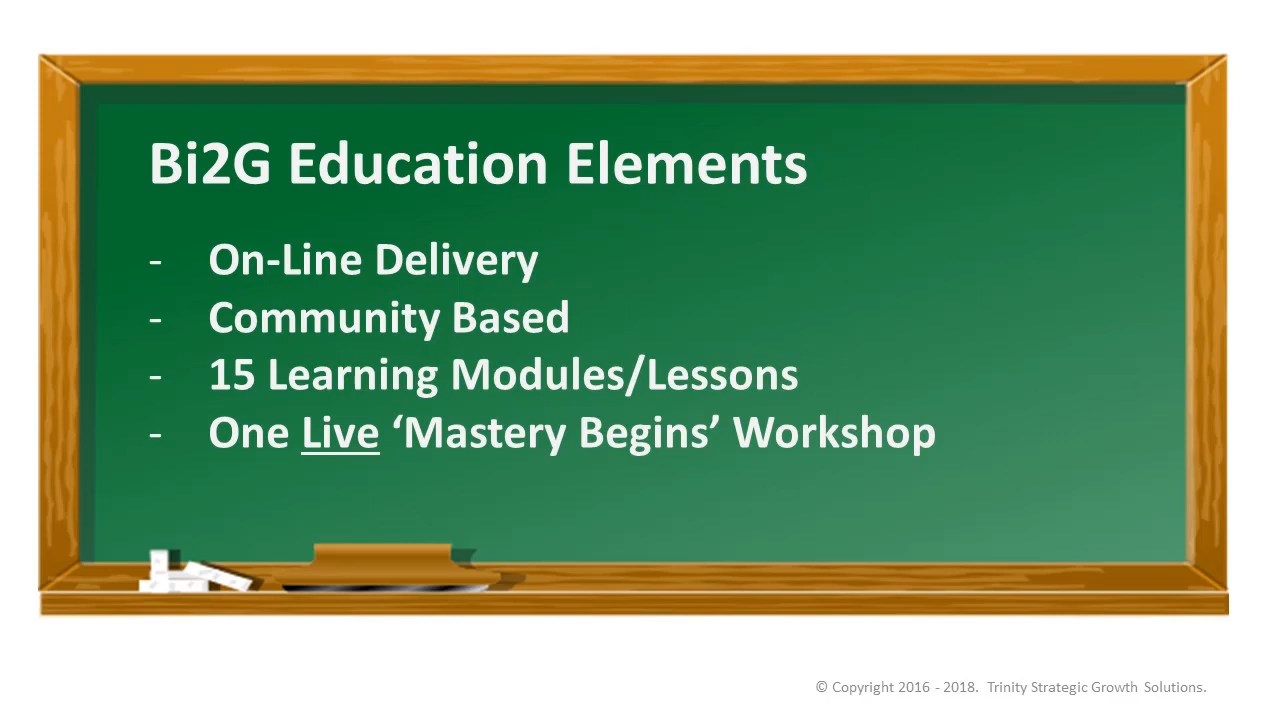 Bi2G Education Elements
- On-Line Delivery
- Community Based
- 15 Learning Modules/Lessons
- One Live ‘Mastery Begins’ Workshop
© Copyright 2016 - 2018. Trinity Strategic Growth Solutions.